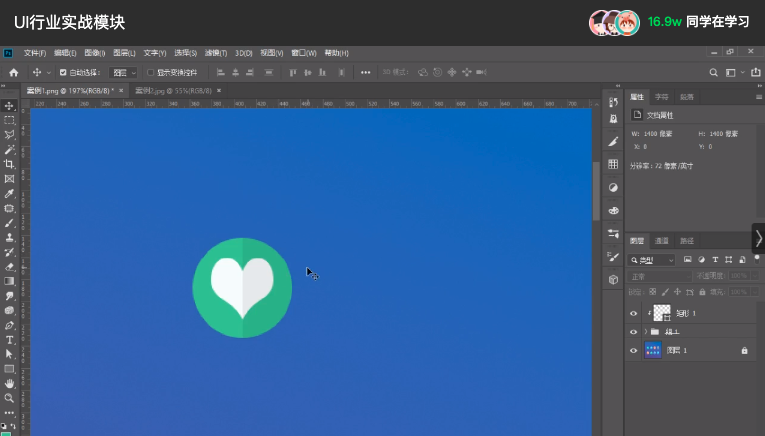 UI行业实战模块
16.9w 同学在学习
文件(F) 编辑(E) 图像(I) 图层(L) 文字(Y) 选择(S) 滤镜(T) 3D(D) 视图(V) 窗口(W) 帮助(H)
自动选择: 图层 显示变换控件 3D 模式:
案例1.png @ 197%(RGB/8) * × 案例2.jpg @ 55%(RGB/8) ×
属性 字符 段落
文档属性
W: 1400 像素 H: 1400 像素
X: 0 Y: 0
分辨率: 72 像素/英寸
图层 通道 路径
类型
正常 不透明度: 100%
锁定: 填充: 100%
矩形 1
组 1
图层 1